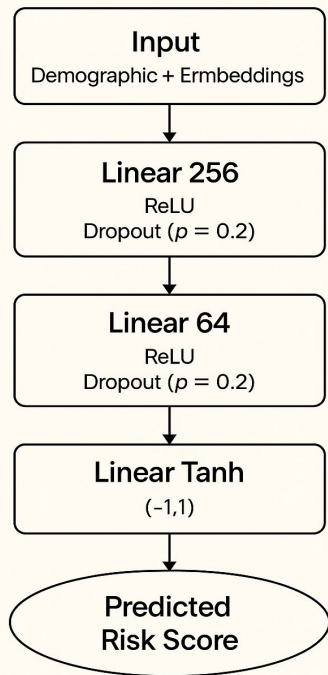 Input
Demographic + Ermbeddings
Linear 256
ReLU
Dropout (p = 0.2)
Linear 64
ReLU
Dropout (p = 0.2)
Linear Tanh
(-1,1)
Predicted
Risk Score